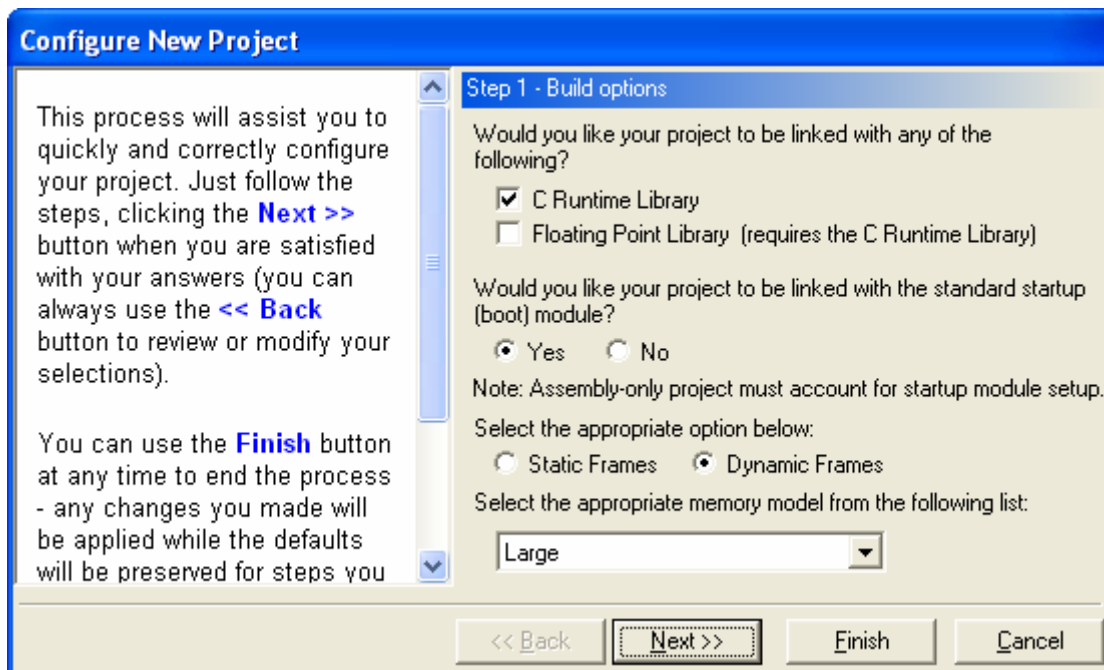 Configure New Project
This process will assist you to
quickly and correctly configure
your project. Just follow the
steps, clicking the Next >>
button when you are satisfied
with your answers (you can
always use the << Back
button to review or modify your
selections).
You can use the Finish button
at any time to end the process
- any changes you made will
be applied while the defaults
will be preserved for steps you
Step 1 - Build options
Would you like your project to be linked with any of the
following?
C Runtime Library
Floating Point Library (requires the C Runtime Library)
Would you like your project to be linked with the standard startup
(boot) module?
Yes No
Note: Assembly-only project must account for startup module setup.
Select the appropriate option below:
Static Frames Dynamic Frames
Select the appropriate memory model from the following list:
Large
<< Back Next >> Finish Cancel